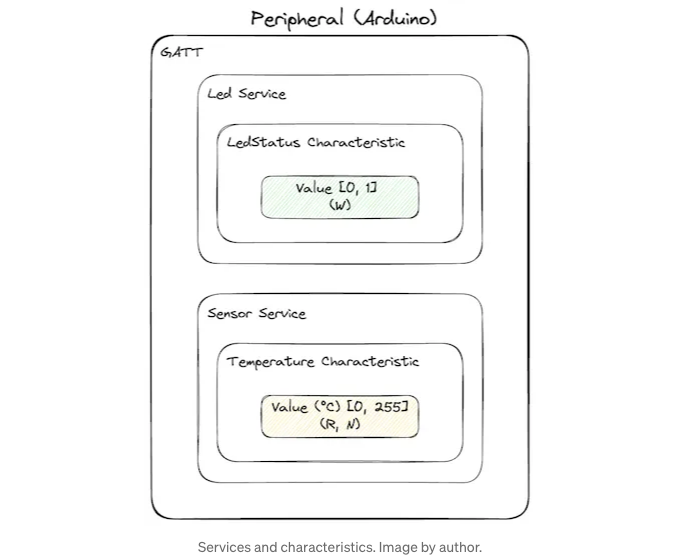 Peripheral (Arduino)
GATT
Led Service
LedStatus Characteristic
Value [0, 1]
(W)
Sensor Service
Temperature Characteristic
Value (°C) [0, 255]
(R, N)
Services and characteristics. Image by author.